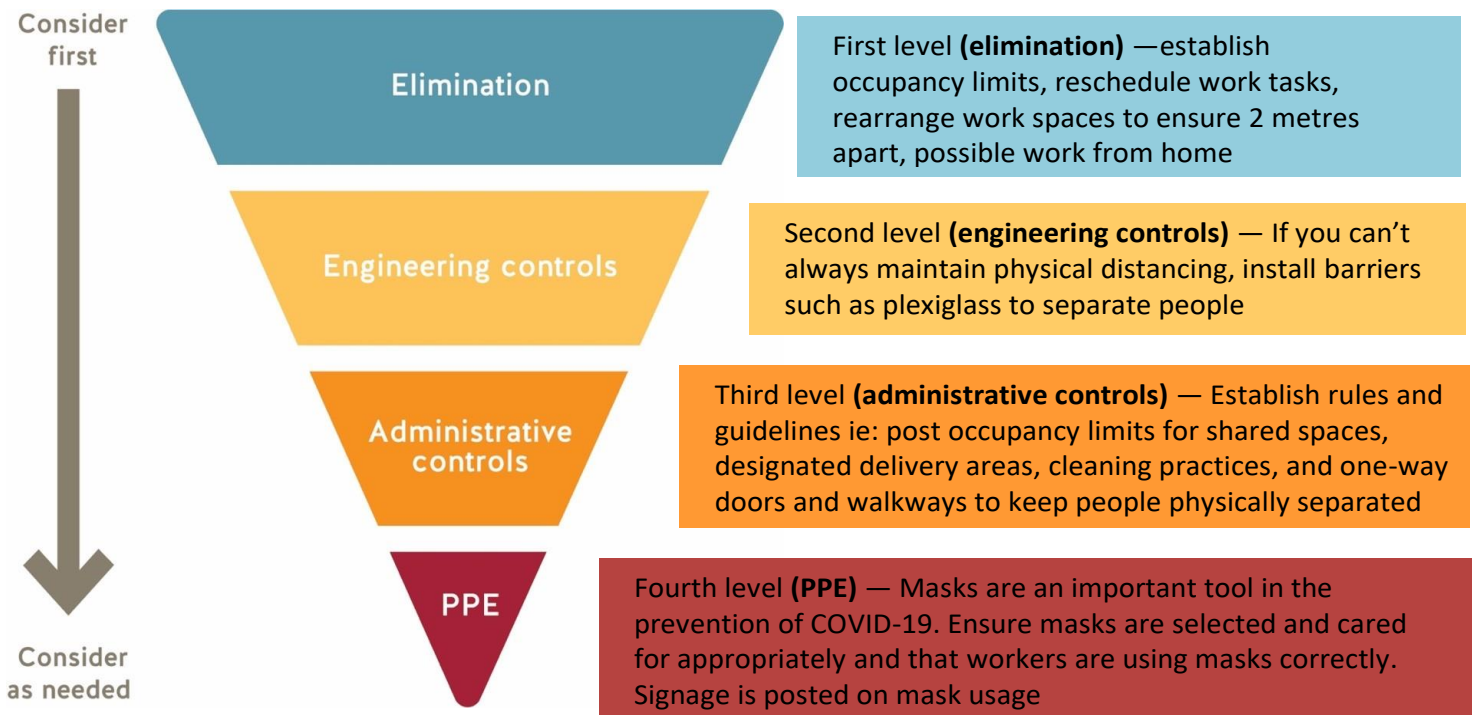 Consider
first
Elimination
First level (elimination) —establish
occupancy limits, reschedule work tasks,
rearrange work spaces to ensure 2 metres
apart, possible work from home
Engineering controls
Second level (engineering controls) — If you can’t
always maintain physical distancing, install barriers
such as plexiglass to separate people
Administrative
controls
Third level (administrative controls) — Establish rules and
guidelines ie: post occupancy limits for shared spaces,
designated delivery areas, cleaning practices, and one-way
doors and walkways to keep people physically separated
PPE
Fourth level (PPE) — Masks are an important tool in the
prevention of COVID-19. Ensure masks are selected and cared
for appropriately and that workers are using masks correctly.
Signage is posted on mask usage
Consider
as needed